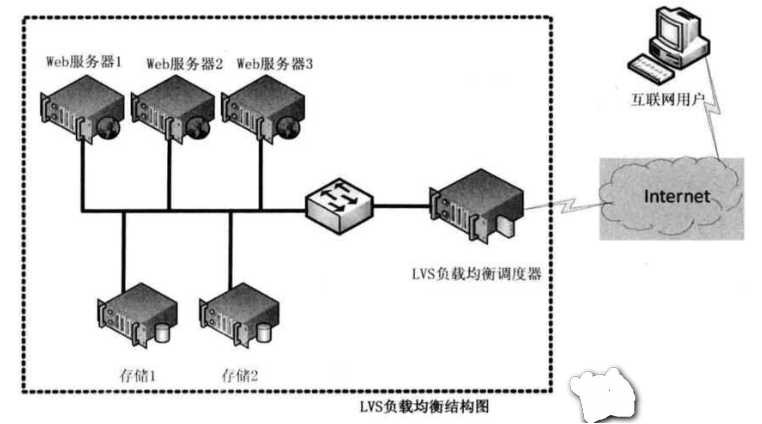 Web服务器1
Web服务器2
Web服务器3
互联网用户
Internet
LVS负载均衡调度器
存储1
存储2
LVS负载均衡结构图